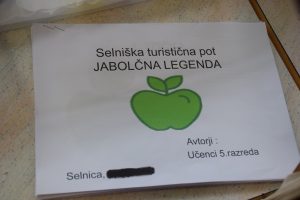 Selniška turistična pot
JABOLČNA LEGENDA
Avtorji :
Učenci 5.razreda
Selnica,